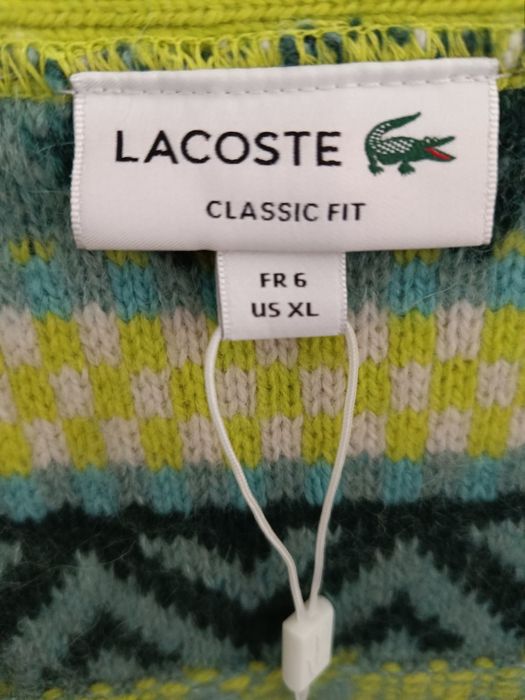 LACOSTE
CLASSIC FIT
FR 6
US XL